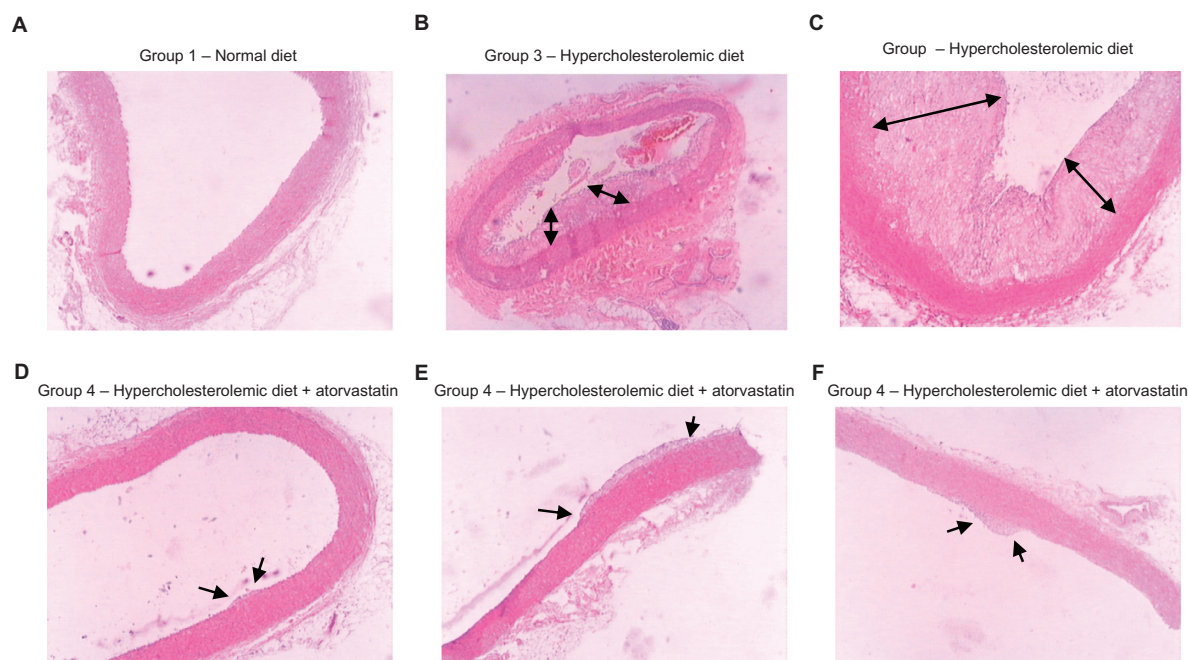 A
Group 1 – Normal diet
B
Group 3 – Hypercholesterolemic diet
C
Group – Hypercholesterolemic diet
D
Group 4 – Hypercholesterolemic diet + atorvastatin
E
Group 4 – Hypercholesterolemic diet + atorvastatin
F
Group 4 – Hypercholesterolemic diet + atorvastatin